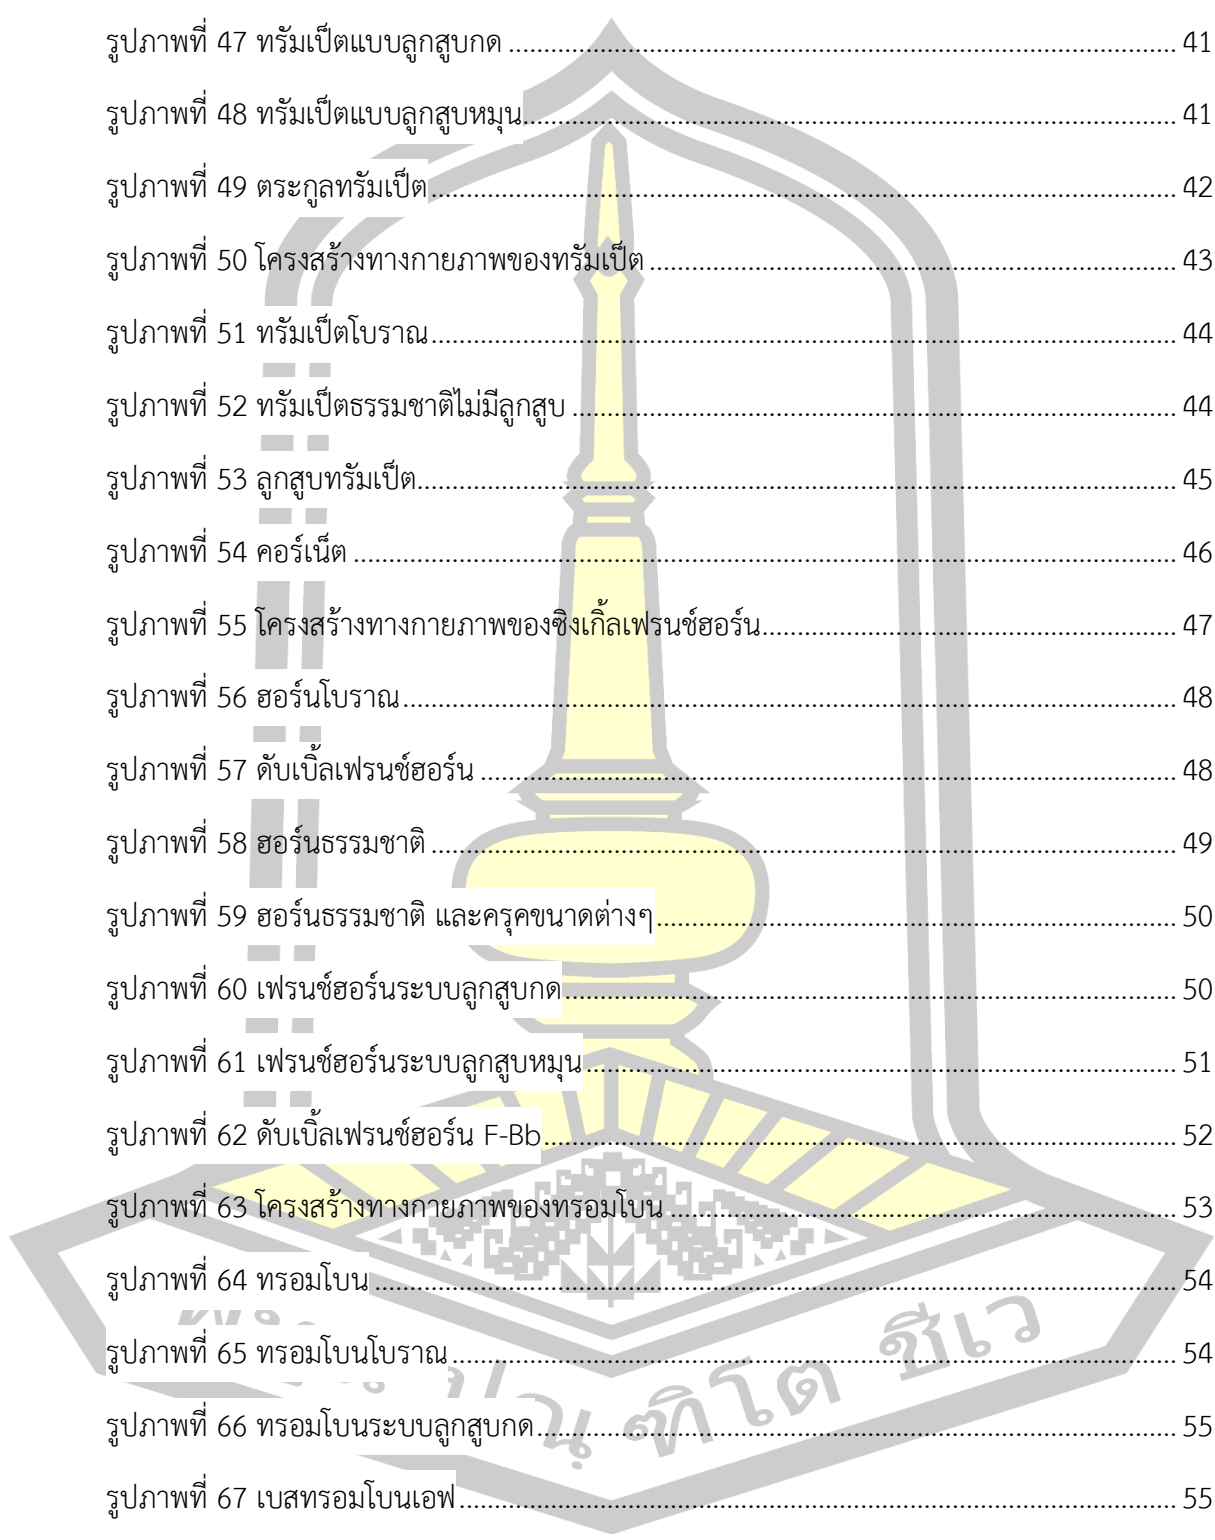 รูปภาพที่ 47 ทรัมเป็ตแบบลูกสูบกด ........................................ 41
รูปภาพที่ 48 ทรัมเป็ตแบบลูกสูบหมุน........................................ 41
รูปภาพที่ 49 ตระกูลทรัมเป็ต........................................ 42
รูปภาพที่ 50 โครงสร้างทางกายภาพของทรัมเป็ต ........................................ 43
รูปภาพที่ 51 ทรัมเป็ตโบราณ........................................ 44
รูปภาพที่ 52 ทรัมเป็ตธรรมชาติไม่มีลูกสูบ ........................................ 44
รูปภาพที่ 53 ลูกสูบทรัมเป็ต........................................ 45
รูปภาพที่ 54 คอร์เน็ต ........................................ 46
รูปภาพที่ 55 โครงสร้างทางกายภาพของซิงเกิ้ลเฟรนช์ฮอร์น........................................ 47
รูปภาพที่ 56 ฮอร์นโบราณ........................................ 48
รูปภาพที่ 57 ดับเบิ้ลเฟรนช์ฮอร์น ........................................ 48
รูปภาพที่ 58 ฮอร์นธรรมชาติ ........................................ 49
รูปภาพที่ 59 ฮอร์นธรรมชาติ และครุคขนาดต่างๆ........................................ 50
รูปภาพที่ 60 เฟรนช์ฮอร์นระบบลูกสูบกด........................................ 50
รูปภาพที่ 61 เฟรนช์ฮอร์นระบบลูกสูบหมุน........................................ 51
รูปภาพที่ 62 ดับเบิ้ลเฟรนช์ฮอร์น F-Bb........................................ 52
รูปภาพที่ 63 โครงสร้างทางกายภาพของทรอมโบน ........................................ 53
รูปภาพที่ 64 ทรอมโบน ........................................ 54
รูปภาพที่ 65 ทรอมโบนโบราณ........................................ 54
รูปภาพที่ 66 ทรอมโบนระบบลูกสูบกด........................................ 55
รูปภาพที่ 67 เบสทรอมโบนเอฟ........................................ 55
ฑิโต ชีเว